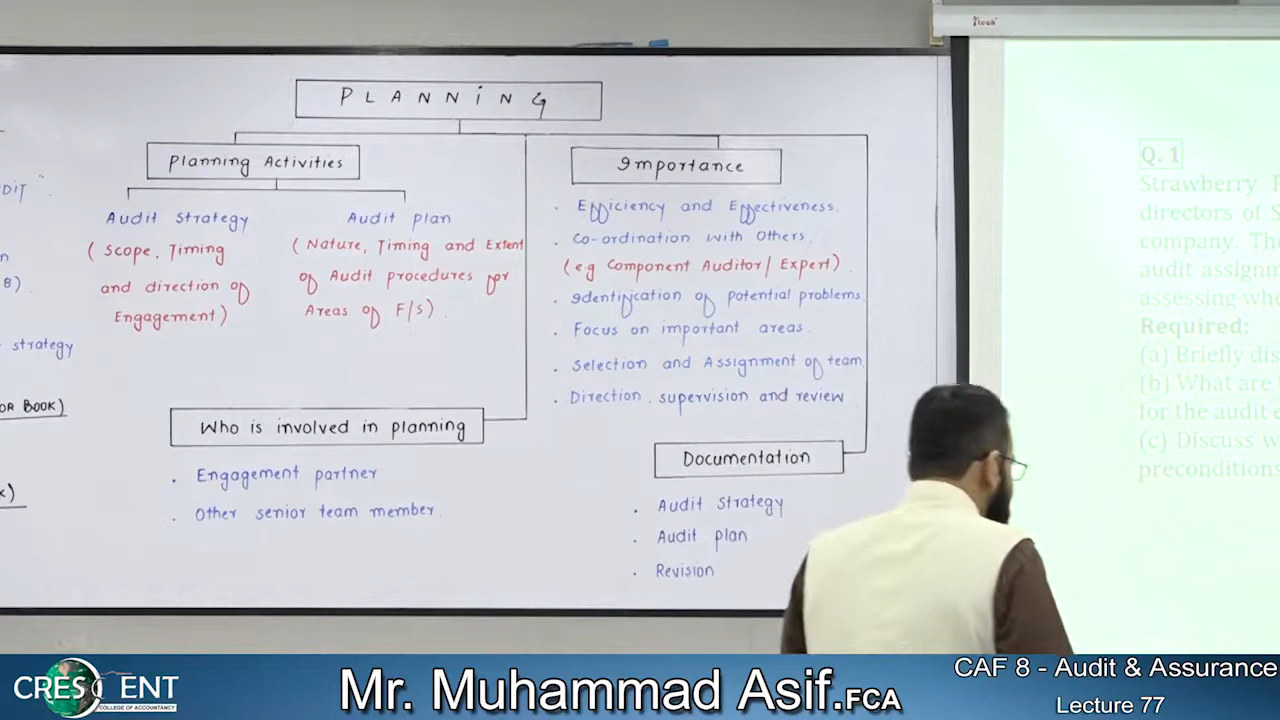 PLANNING
Planning Activities
Audit Strategy
(Scope, Timing
and direction of
Engagement)
Audit plan
(Nature, Timing and Extent
of Audit procedures for
Areas of F/S).
Importance
. Efficiency and Effectiveness.
. Co-ordination with Others.
(e.g Component Auditor/Expert).
. Identification of potential problems.
. Focus on important areas.
. Selection and Assignment of team
. Direction, supervision and review
Who is involved in planning
. Engagement partner
. Other senior team member.
Documentation
. Audit Strategy
. Audit plan
. Revision
8).
strategy
OR BOOK)
Q. 1
Strawberry
directors of S
company. The
audit assignm
assessing whe
Required:
(a) Briefly dis
(b) What are
for the audit
(c) Discuss w
preconditions
CRESCENT
COLLEGE OF ACCOUNTANCY
Mr. Muhammad Asif.FCA
CAF 8 - Audit & Assurance
Lecture 77